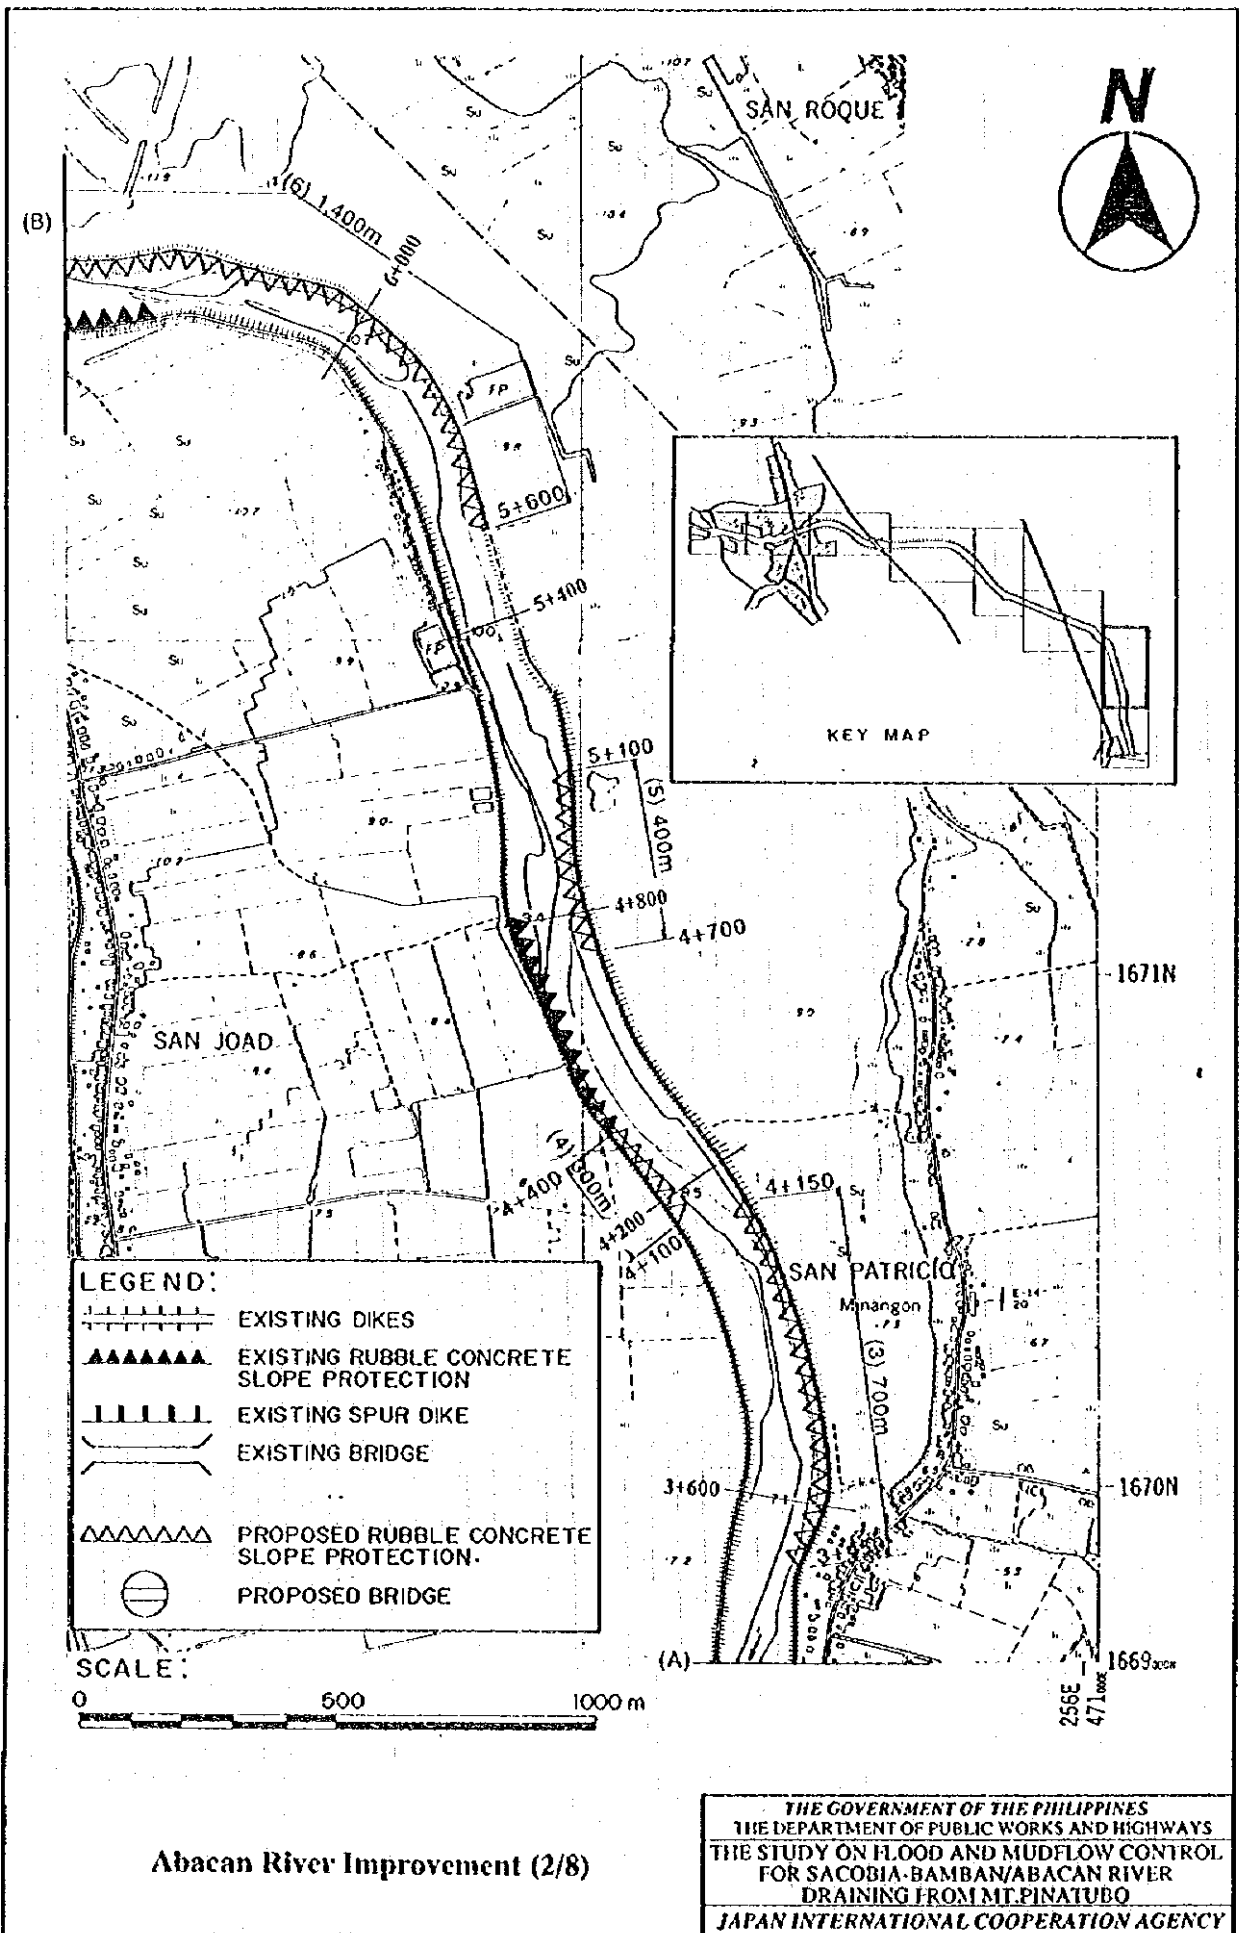 N
SAN ROQUE
(B)
(6) 1,400m
6+000
Su
FP
5+600
5+400
FP
KEY MAP
5+100
(5) 400m
4+800
4+700
1671N
SAN JOAD
(4) 300m
4+400
4+200
4+100
4+150
SAN PATRICIO
Minangon
(3) 700m
3+600
1670N
LEGEND:
EXISTING DIKES
EXISTING RUBBLE CONCRETE
SLOPE PROTECTION
EXISTING SPUR DIKE
EXISTING BRIDGE
PROPOSED RUBBLE CONCRETE
SLOPE PROTECTION.
PROPOSED BRIDGE
(A)
1669
256E
471000E
SCALE:
0 500 1000 m
Abacan River Improvement (2/8)
THE GOVERNMENT OF THE PHILIPPINES
THE DEPARTMENT OF PUBLIC WORKS AND HIGHWAYS
THE STUDY ON FLOOD AND MUDFLOW CONTROL
FOR SACOBIA-BAMBAN/ABACAN RIVER
DRAINING FROM MT.PINATUBO
JAPAN INTERNATIONAL COOPERATION AGENCY